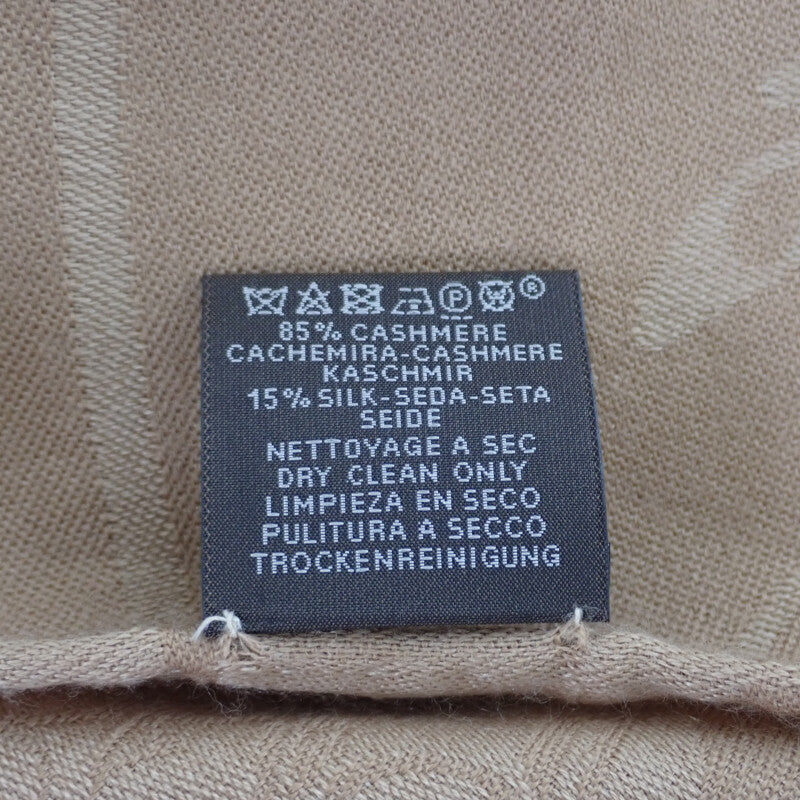 P W ®
85% CASHMERE
CACHEMIRA-CASHMERE
KASCHMIR
15% SILK-SEDA-SETA
SEIDE
NETTOYAGE A SEC
DRY CLEAN ONLY
LIMPIEZA EN SECO
PULITURA A SECCO
TROCKENREINIGUNG